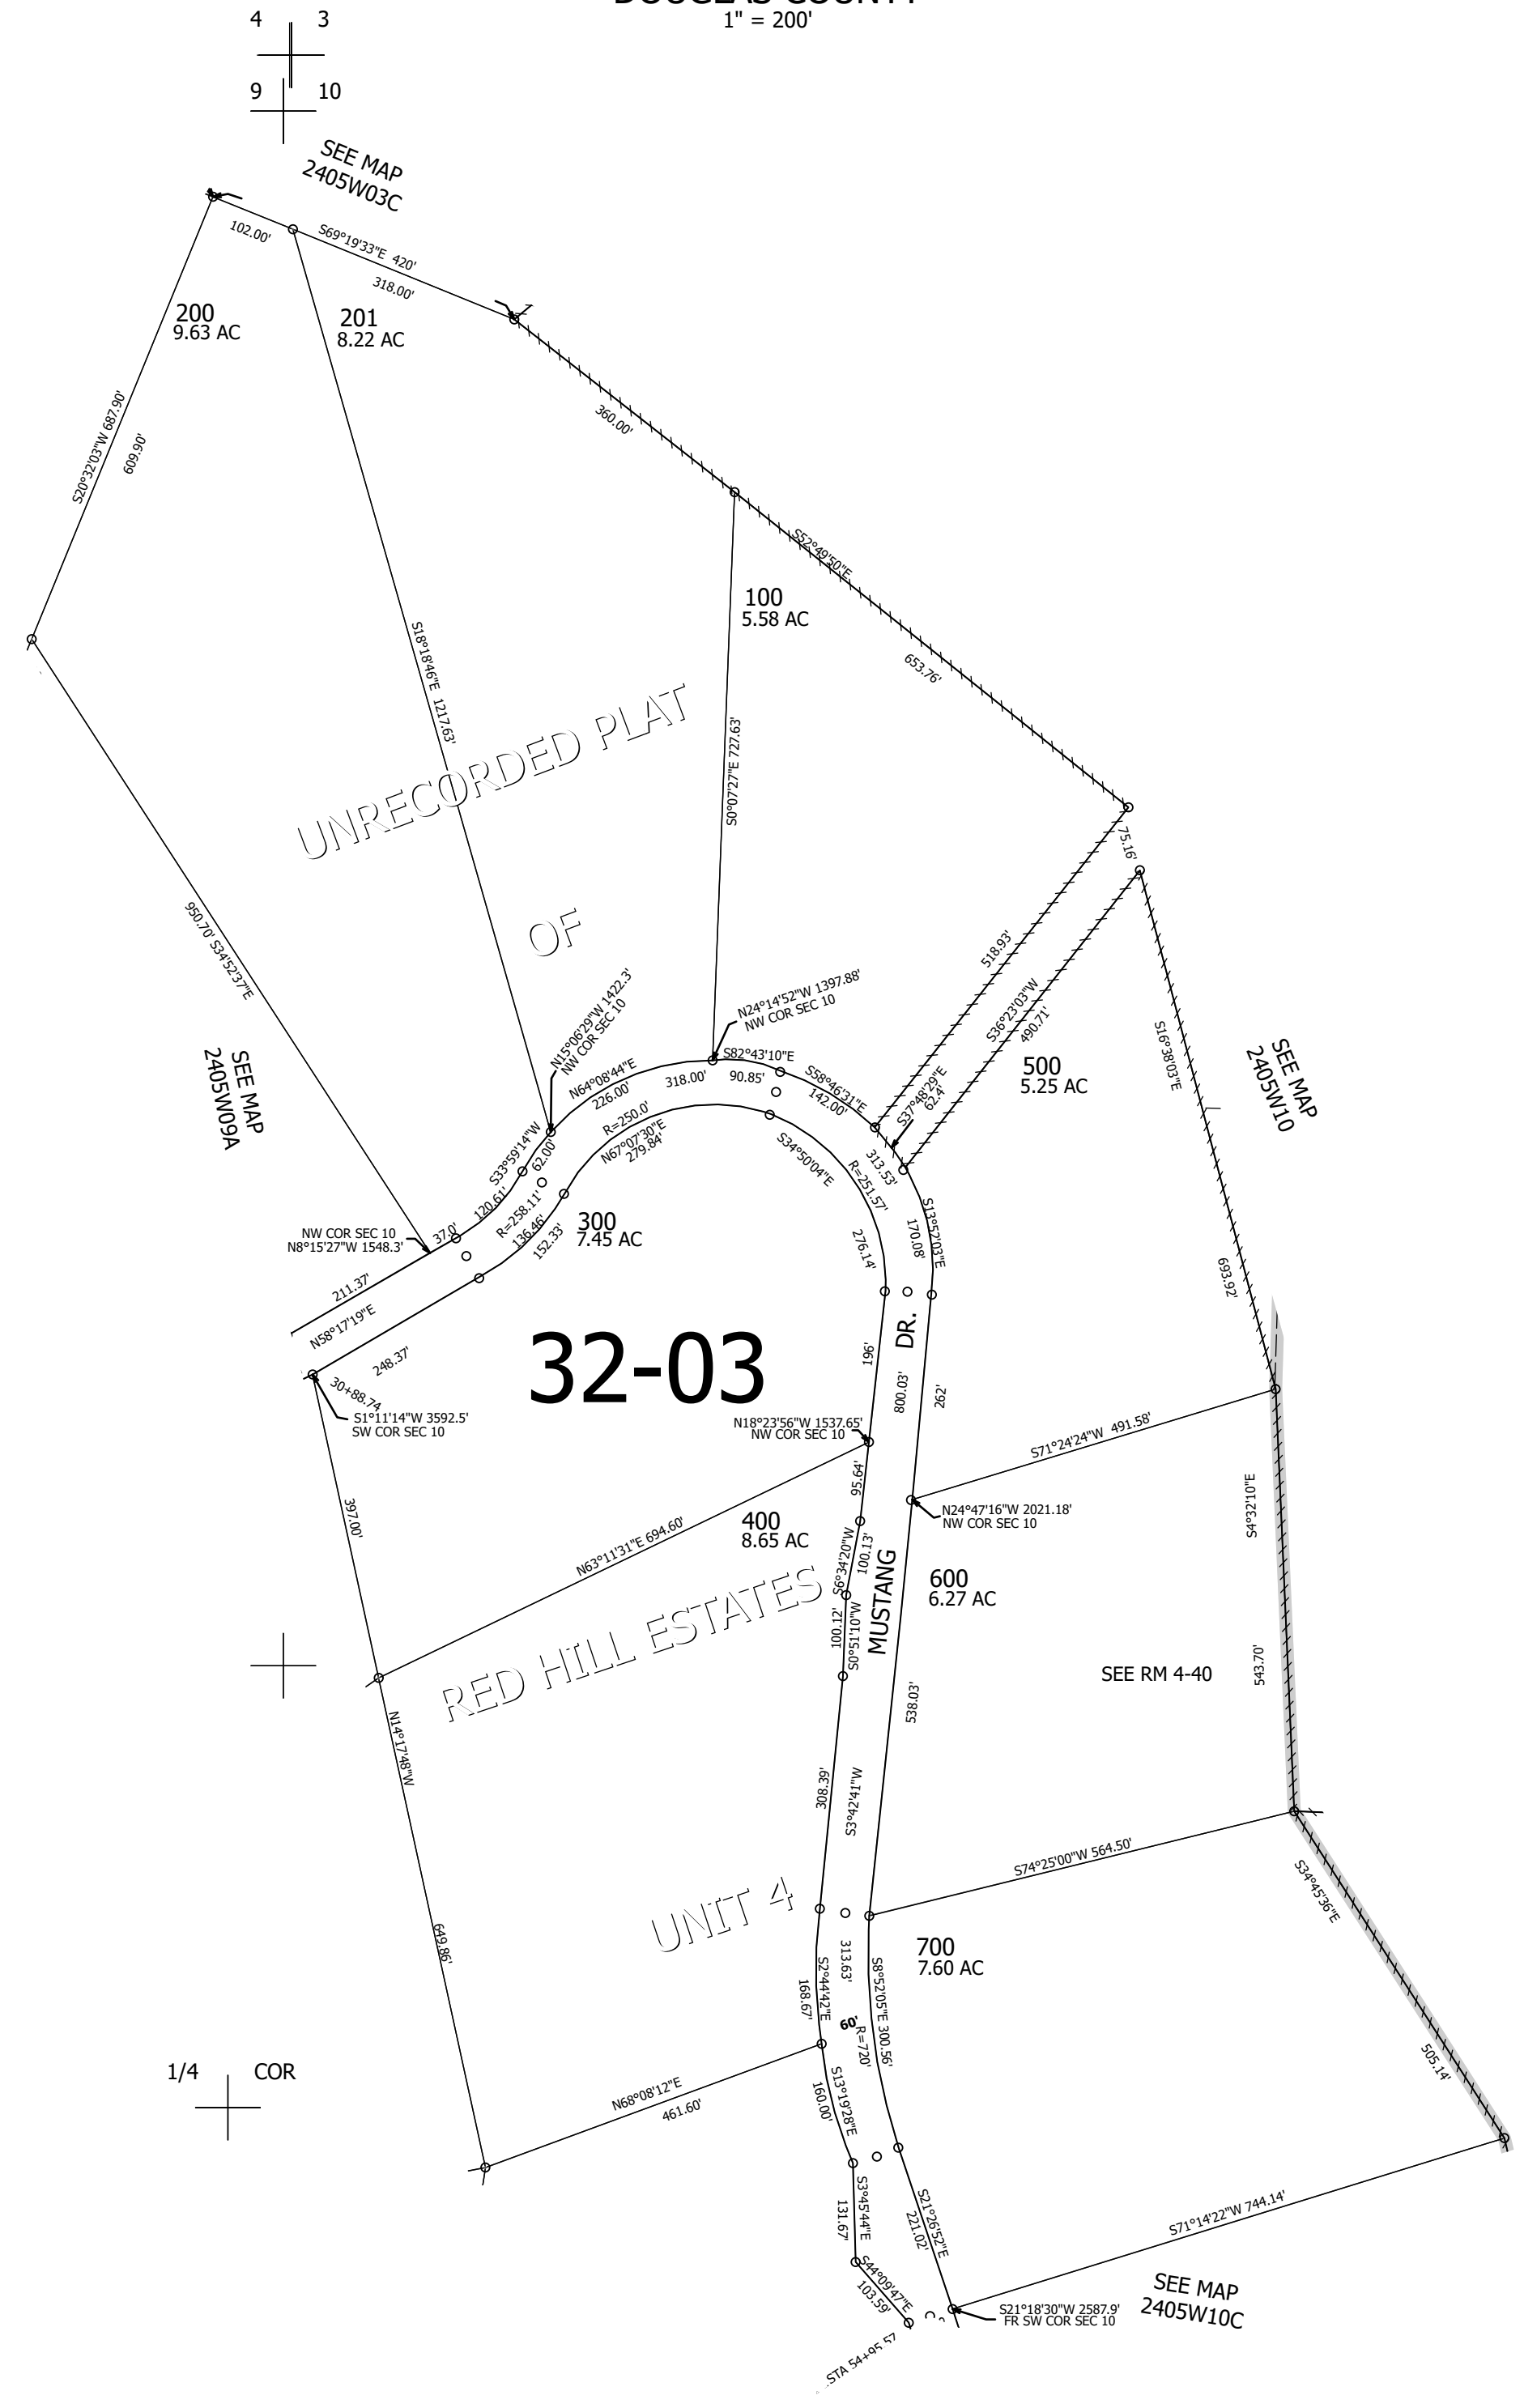 1" = 200'
4 3
9 10
SEE MAP
2405W03C
102.00'
S69°19'33"E 420'
318.00'
200
9.63 AC
201
8.22 AC
S20°32'03"W 687.90'
609.90'
360.00'
S52°49'50"E
100
5.58 AC
653.76'
S18°18'46"E 1217.63'
UNRECORDED PLAT
S0°07'27"E 727.63'
75.16'
950.70' S34°52'37"E
OF
518.93'
S36°23'03"W
490.71'
SEE MAP
2405W09A
N15°06'29"W 1422.3'
NW COR SEC 10
N24°14'52"W 1397.88'
NW COR SEC 10
S82°43'10"E
N64°08'44"E
226.00'
318.00'
90.85'
S58°46'31"E
142.00'
S37°48'29"E
62.4'
500
5.25 AC
S16°38'03"E
SEE MAP
2405W10
R=250.0'
N67°07'30"E
279.84'
S34°50'04"E
R=251.57'
313.53'
S33°59'14"W
62.00'
120.61'
R=258.11'
136.46'
152.33'
300
7.45 AC
276.14'
170.08'
S13°52'03"E
NW COR SEC 10
N8°15'27"W 1548.3'
37.0'
693.92'
211.37'
N58°17'19"E
248.37'
30+88.74
S1°11'14"W 3592.5'
SW COR SEC 10
32-03
196'
DR.
800.03'
262'
N18°23'56"W 1537.65'
NW COR SEC 10
S71°24'24"W 491.58'
397.00'
N63°11'31"E 694.60'
400
8.65 AC
95.64'
N24°47'16"W 2021.18'
NW COR SEC 10
S6°34'20"W
100.13'
S4°32'10"E
600
6.27 AC
MUSTANG
RED HILL ESTATES
100.12'
S0°51'10"W
SEE RM 4-40
543.70'
538.03'
N14°17'48"W
308.39'
S3°42'41"W
S74°25'00"W 564.50'
S34°45'36"E
UNIT 4
649.86'
313.63'
700
7.60 AC
S2°44'42"E
168.67'
S8°52'05"E 300.56'
60'
R=720'
1/4 COR
505.14'
N68°08'12"E
461.60'
S13°19'28"E
160.00'
S3°45'44"E
131.67'
S21°26'52"E
221.02'
S71°14'22"W 744.14'
S44°09'47"E
103.59'
SEE MAP
2405W10C
S21°18'30"W 2587.9'
FR SW COR SEC 10
STA 54+95.57